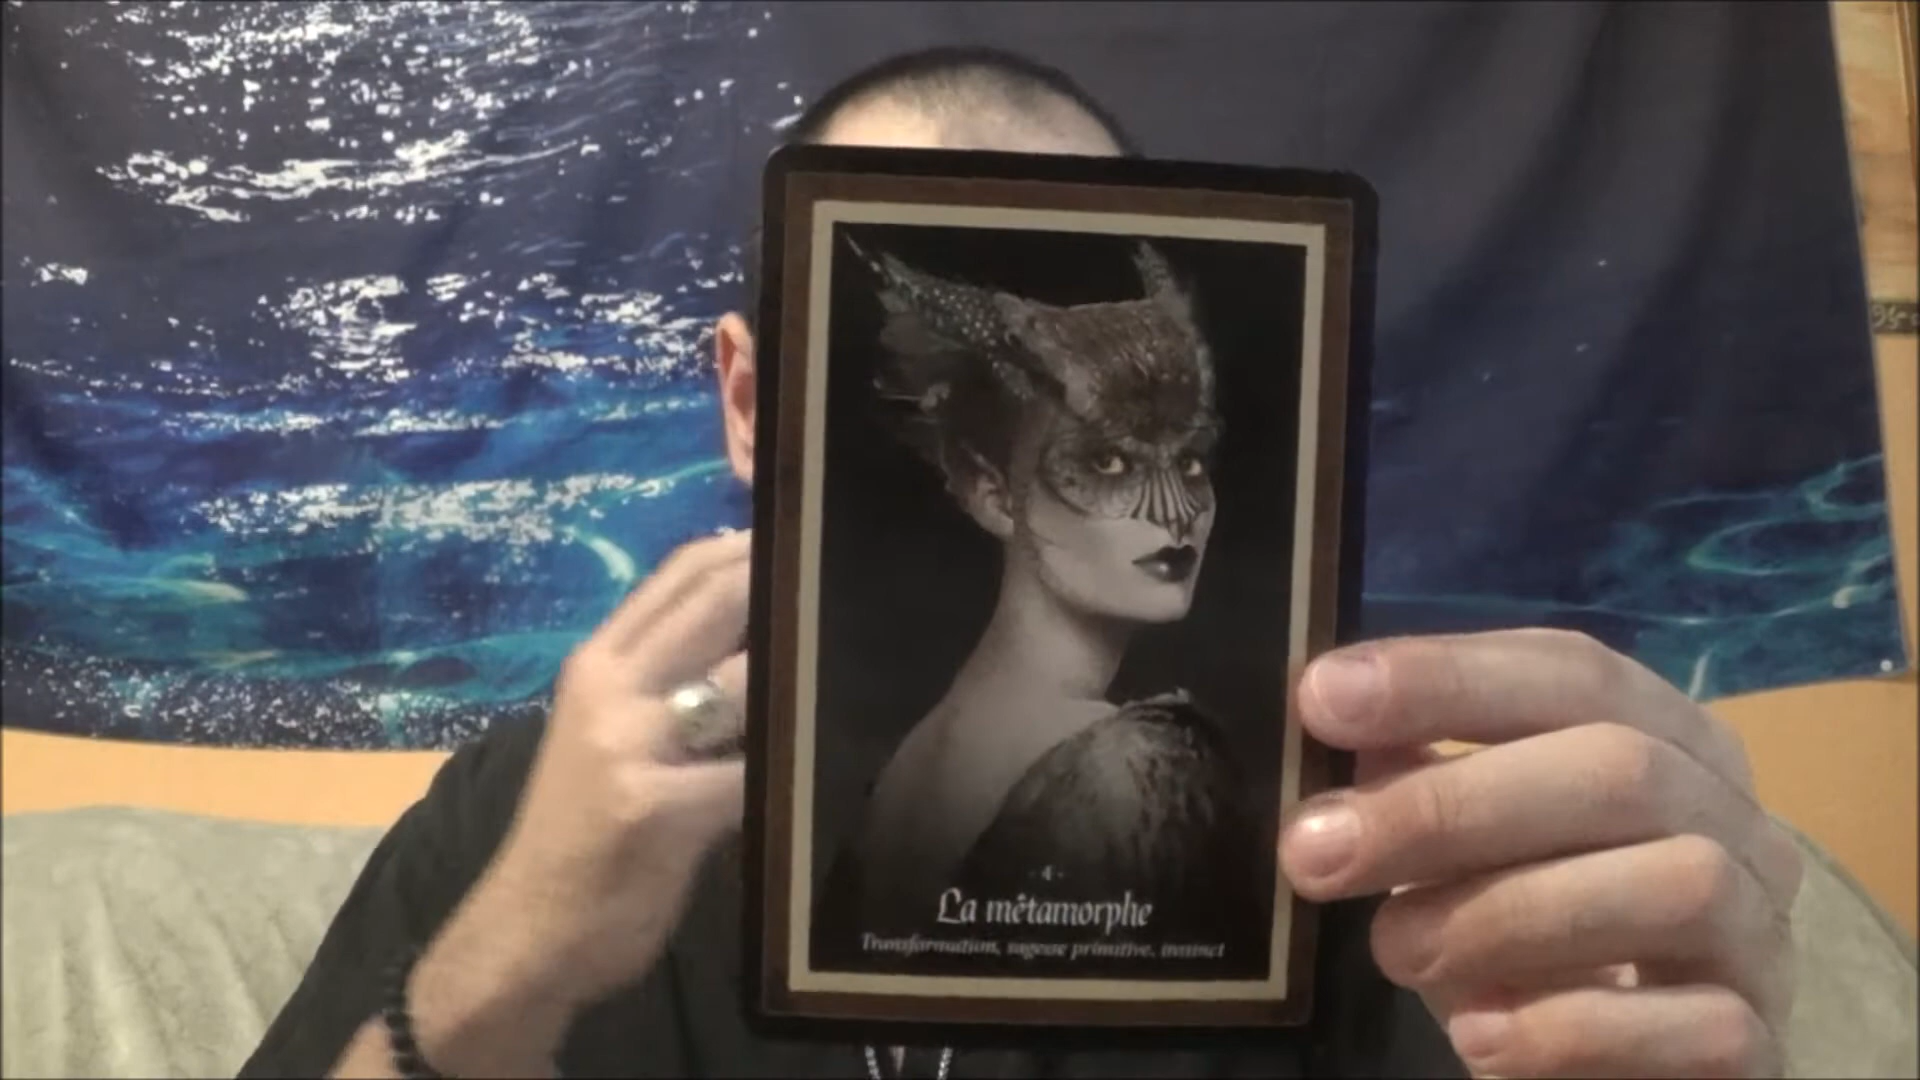 - 4 -
La métamorphe
Transformation, sagesse primitive, instinct